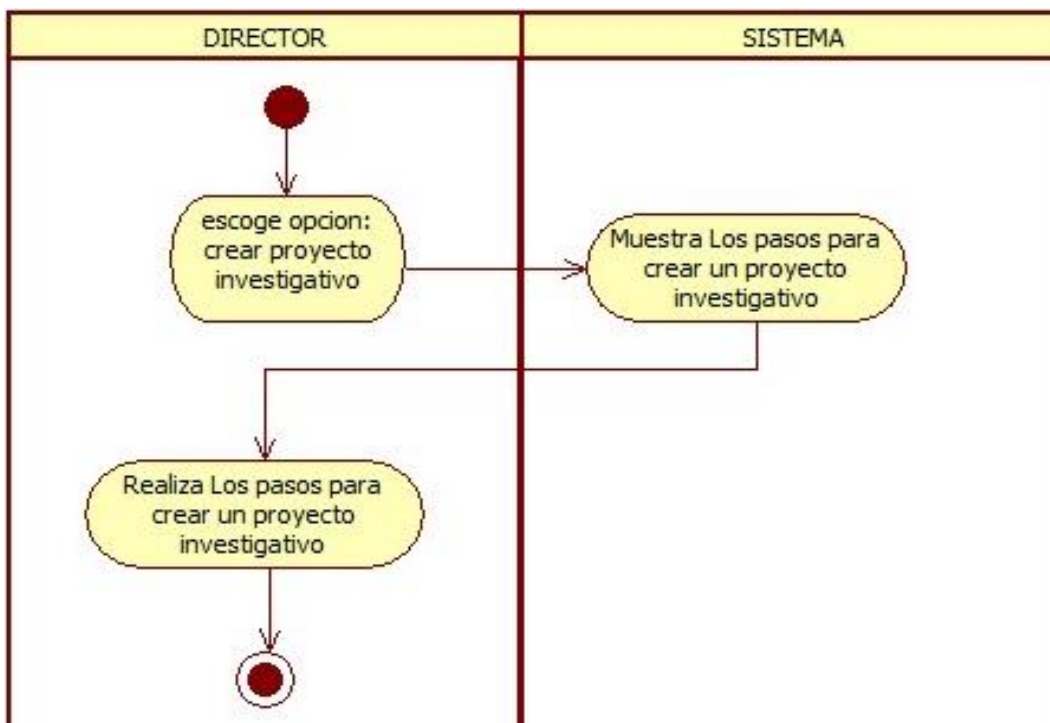 DIRECTOR
SISTEMA
escoge opcion:
crear proyecto
investigativo
Muestra Los pasos para
crear un proyecto
investigativo
Realiza Los pasos para
crear un proyecto
investigativo